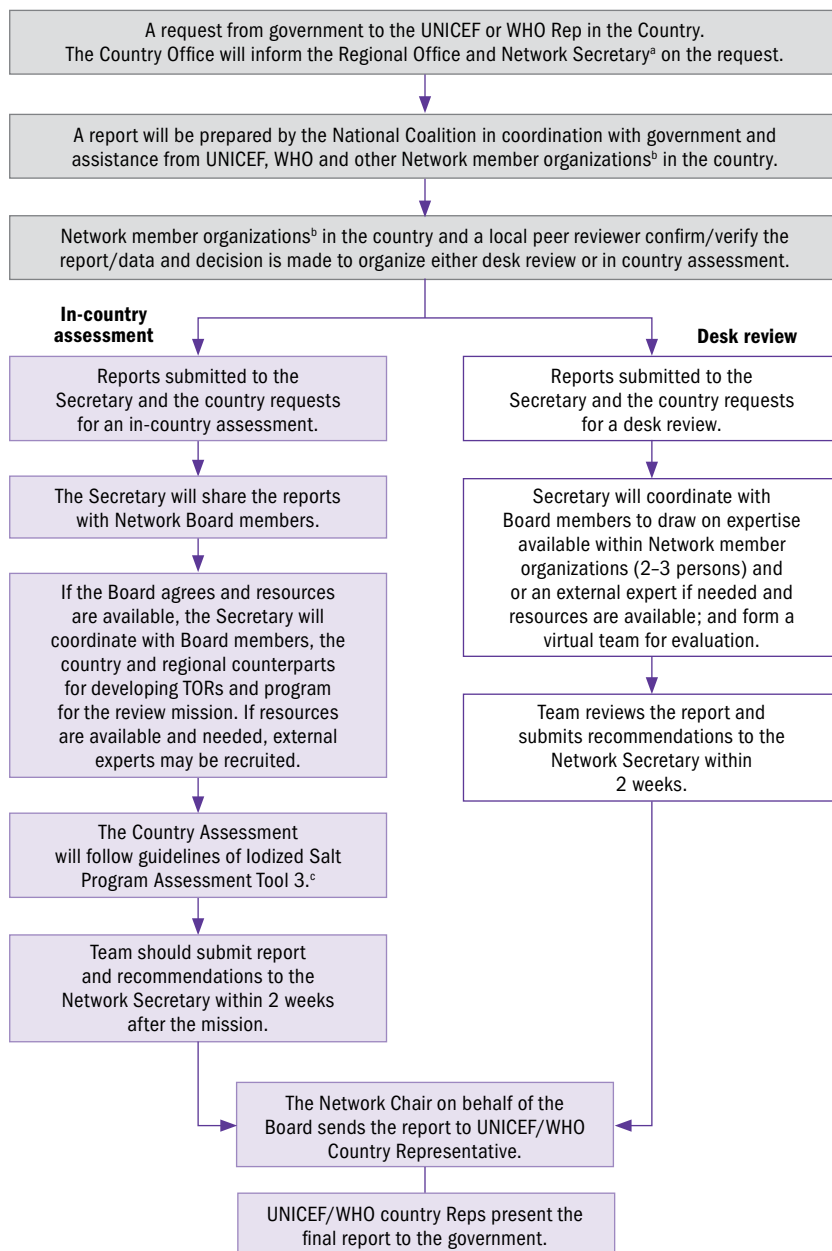 A request from government to the UNICEF or WHO Rep in the Country.
The Country Office will inform the Regional Office and Network Secretaryᵃ on the request.
A report will be prepared by the National Coalition in coordination with government and
assistance from UNICEF, WHO and other Network member organizationsᵇ in the country.
Network member organizationsᵇ in the country and a local peer reviewer confirm/verify the
report/data and decision is made to organize either desk review or in country assessment.
In-country
assessment
Reports submitted to the
Secretary and the country requests
for an in-country assessment.
The Secretary will share the reports
with Network Board members.
If the Board agrees and resources
are available, the Secretary will
coordinate with Board members, the
country and regional counterparts
for developing TORs and program
for the review mission. If resources
are available and needed, external
experts may be recruited.
The Country Assessment
will follow guidelines of Iodized Salt
Program Assessment Tool 3.ᶜ
Team should submit report
and recommendations to the
Network Secretary within 2 weeks
after the mission.
Desk review
Reports submitted to the
Secretary and the country requests
for a desk review.
Secretary will coordinate with
Board members to draw on expertise
available within Network member
organizations (2–3 persons) and
or an external expert if needed and
resources are available; and form a
virtual team for evaluation.
Team reviews the report and
submits recommendations to the
Network Secretary within
2 weeks.
The Network Chair on behalf of the
Board sends the report to UNICEF/WHO
Country Representative.
UNICEF/WHO country Reps present the
final report to the government.